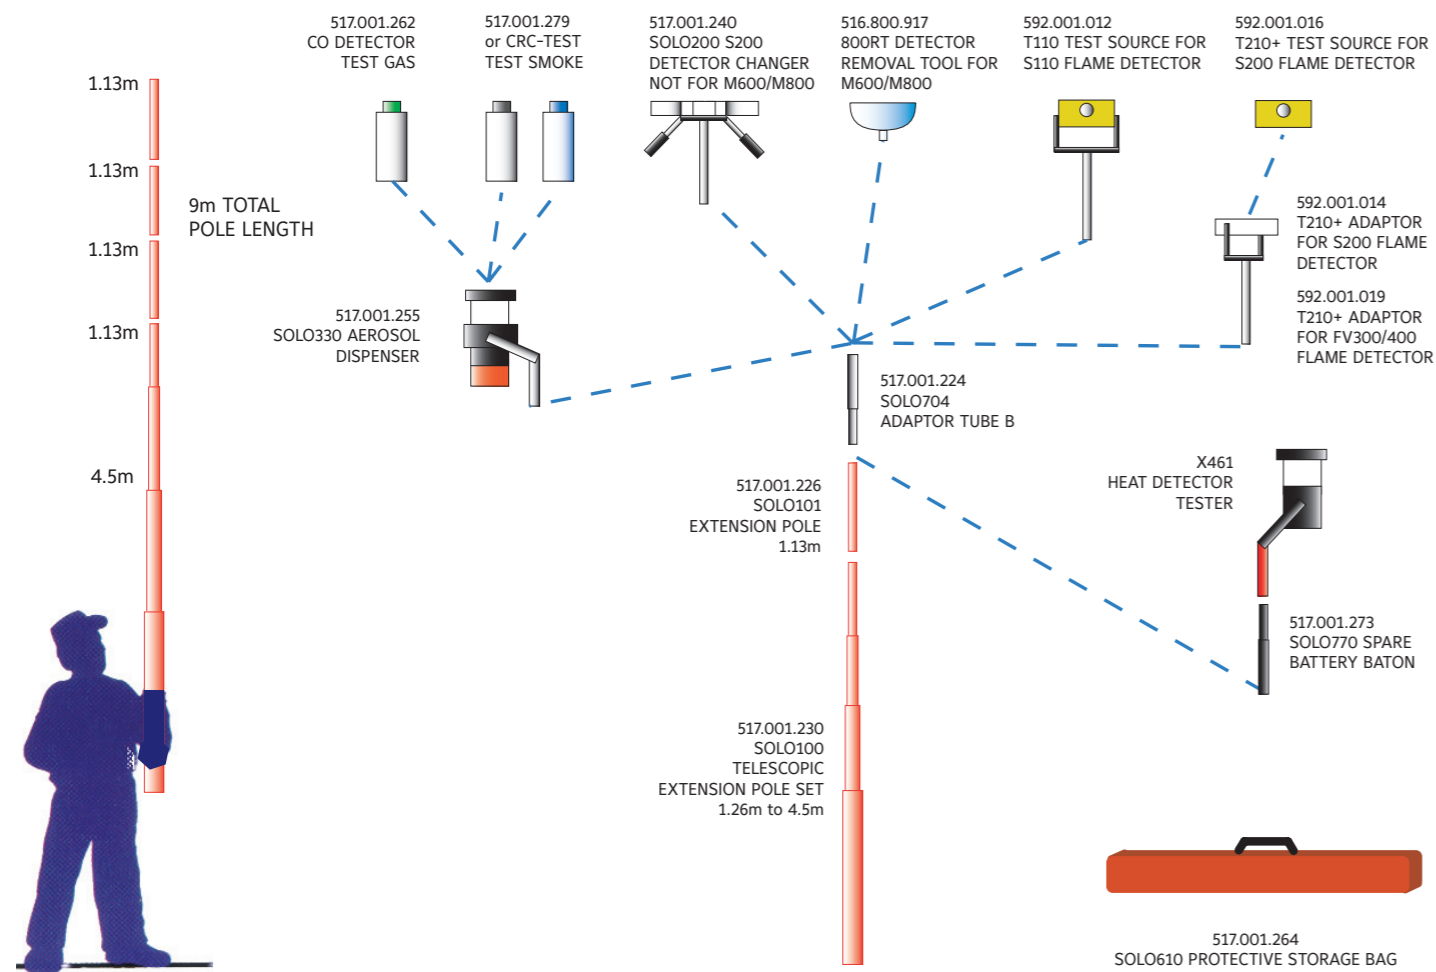 517.001.262
CO DETECTOR
TEST GAS
517.001.279
or CRC-TEST
TEST SMOKE
517.001.240
SOLO200 S200
DETECTOR CHANGER
NOT FOR M600/M800
516.800.917
800RT DETECTOR
REMOVAL TOOL FOR
M600/M800
592.001.012
T110 TEST SOURCE FOR
S110 FLAME DETECTOR
592.001.016
T210+ TEST SOURCE FOR
S200 FLAME DETECTOR
1.13m
1.13m
1.13m
1.13m
4.5m
9m TOTAL
POLE LENGTH
517.001.255
SOLO330 AEROSOL
DISPENSER
592.001.014
T210+ ADAPTOR
FOR S200 FLAME
DETECTOR
592.001.019
T210+ ADAPTOR
FOR FV300/400
FLAME DETECTOR
517.001.224
SOLO704
ADAPTOR TUBE B
517.001.226
SOLO101
EXTENSION POLE
1.13m
X461
HEAT DETECTOR
TESTER
517.001.273
SOLO770 SPARE
BATTERY BATON
517.001.230
SOLO100
TELESCOPIC
EXTENSION POLE SET
1.26m to 4.5m
517.001.264
SOLO610 PROTECTIVE STORAGE BAG